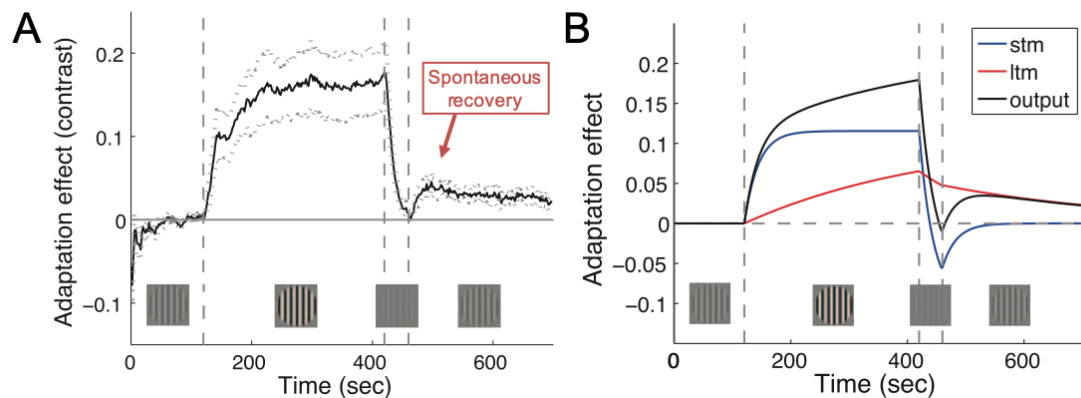 A
Adaptation effect (contrast)
0.2
0.1
0
−0.1
Spontaneous
recovery
0
200
400
600
Time (sec)
B
Adaptation effect
0.2
0.15
0.1
0.05
0
−0.05
−0.1
stm
ltm
output
0
200
400
600
Time (sec)